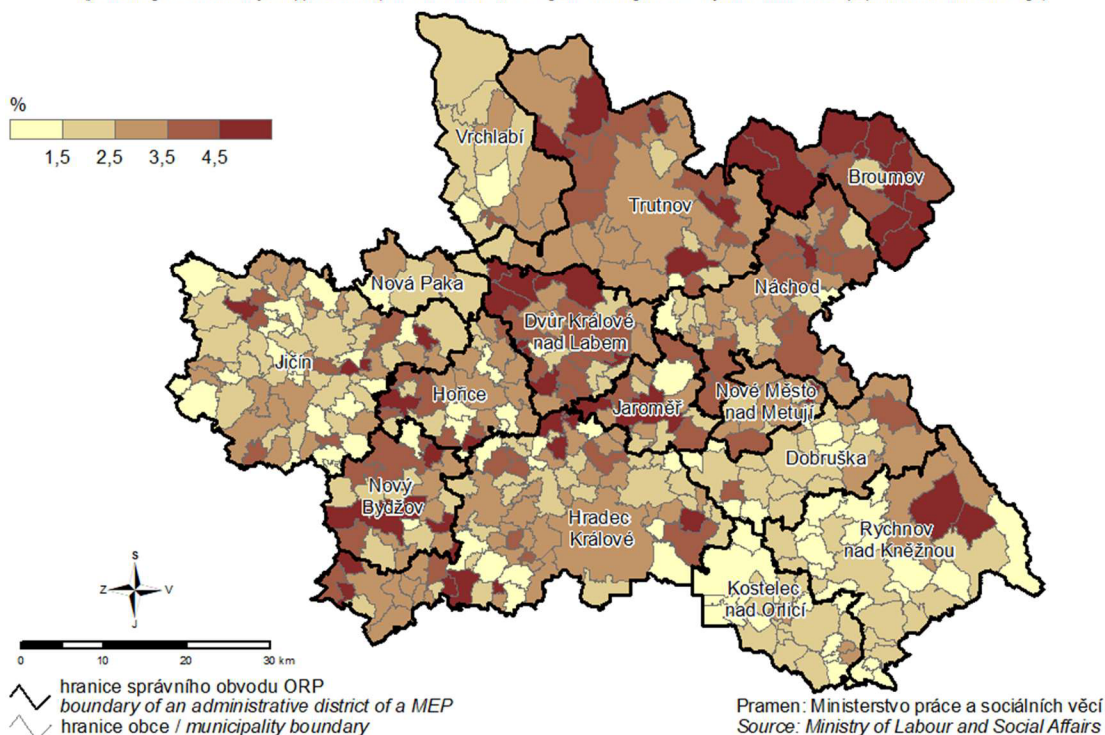 %
1,5 2,5 3,5 4,5
Vrchlabí
Broumov
Trutnov
Nová Paka
Náchod
Dvůr Králové
nad Labem
Jičín
Hořice
Jaroměř
Nové Město
nad Metují
Dobruška
Nový
Bydžov
Hradec
Králové
Rychnov
nad Kněžnou
Kostelec
nad Orlicí
S
Z V
J
0 10 20 30 km
hranice správního obvodu ORP
boundary of an administrative district of a MEP
hranice obce / municipality boundary
Pramen: Ministerstvo práce a sociálních věcí
Source: Ministry of Labour and Social Affairs